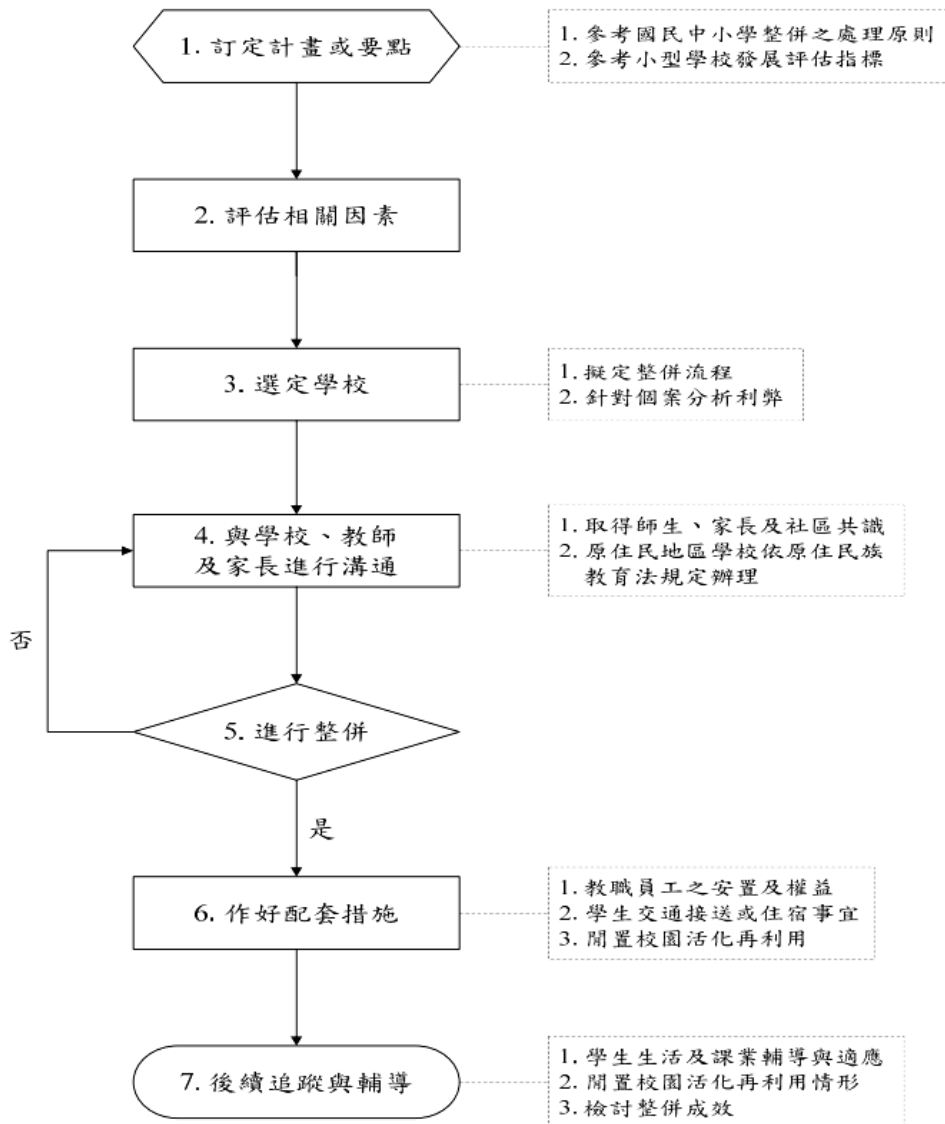 1. 訂定計畫或要點
1. 參考國民中小學整併之處理原則
2. 參考小型學校發展評估指標
2. 評估相關因素
3. 選定學校
1. 擬定整併流程
2. 針對個案分析利弊
4. 與學校、教師
及家長進行溝通
1. 取得師生、家長及社區共識
2. 原住民地區學校依原住民族
教育法規定辦理
否
5. 進行整併
是
6. 作好配套措施
1. 教職員工之安置及權益
2. 學生交通接送或住宿事宜
3. 閒置校園活化再利用
7. 後續追蹤與輔導
1. 學生生活及課業輔導與適應
2. 閒置校園活化再利用情形
3. 檢討整併成效